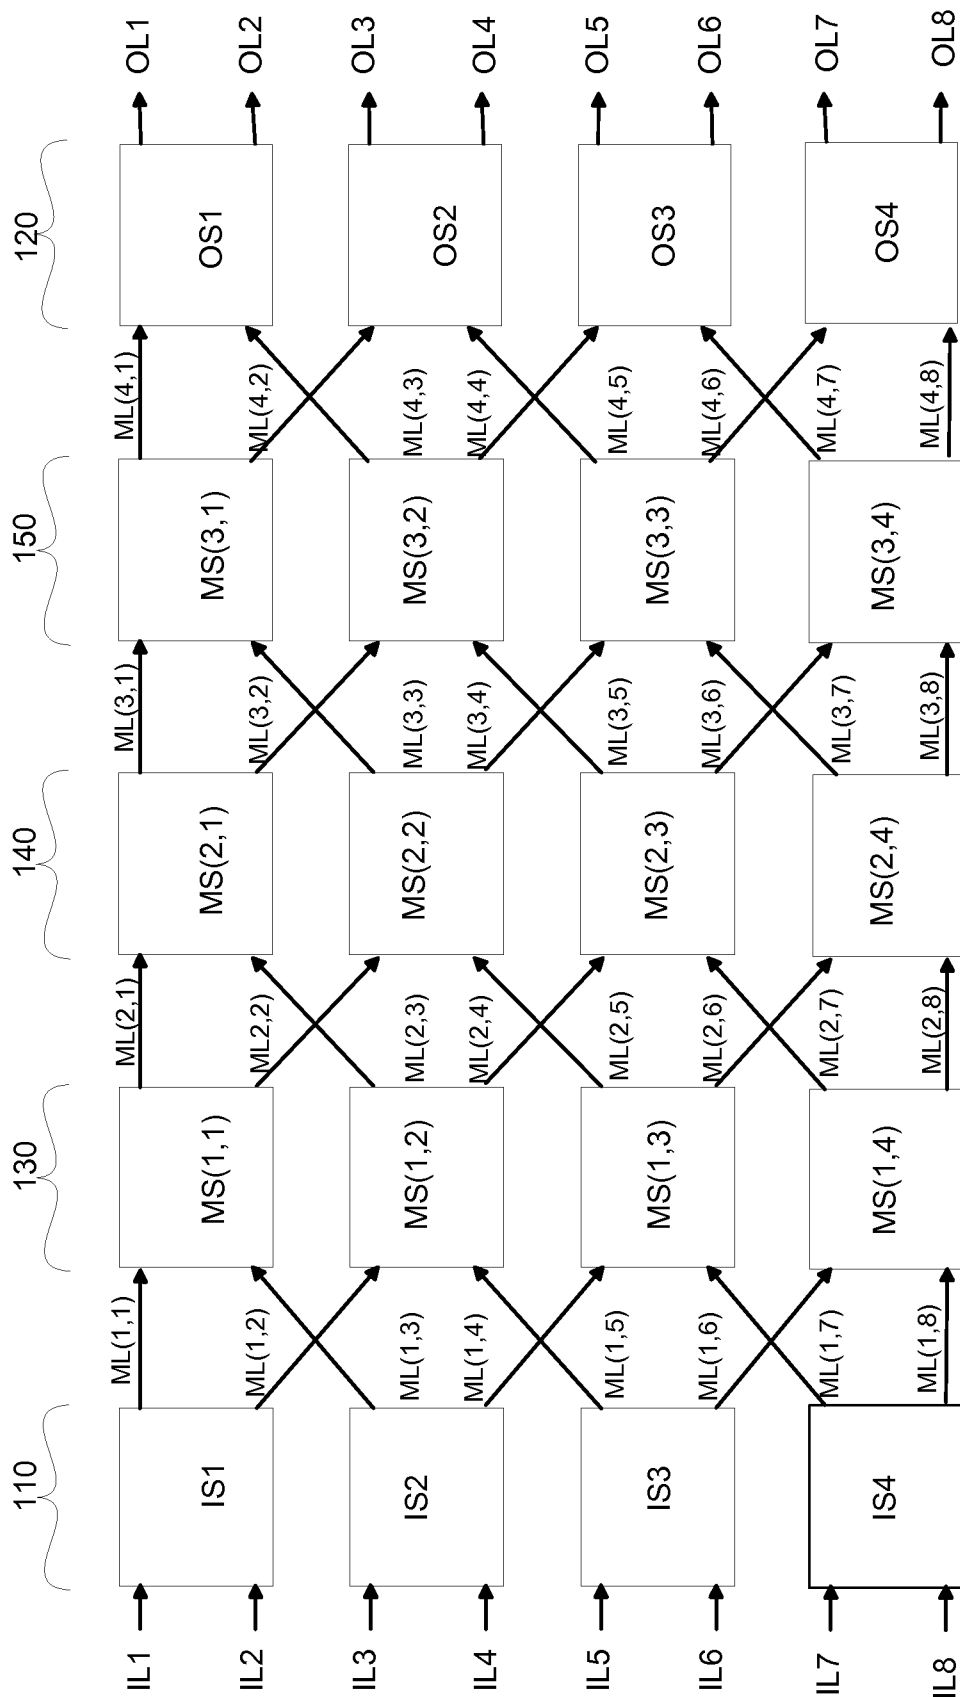 110
130
140
150
120
IL1
IS1
ML(1,1)
MS(1,1)
ML(2,1)
MS(2,1)
ML(3,1)
MS(3,1)
ML(4,1)
OS1
OL1
IL2
ML(1,2)
ML2,2)
ML(3,2)
ML(4,2)
OL2
IL3
IS2
ML(1,3)
MS(1,2)
ML(2,3)
MS(2,2)
ML(3,3)
MS(3,2)
ML(4,3)
OS2
OL3
IL4
ML(1,4)
ML(2,4)
ML(3,4)
ML(4,4)
OL4
IL5
IS3
ML(1,5)
MS(1,3)
ML(2,5)
MS(2,3)
ML(3,5)
MS(3,3)
ML(4,5)
OS3
OL5
IL6
ML(1,6)
ML(2,6)
ML(3,6)
ML(4,6)
OL6
IL7
IS4
ML(1,7)
MS(1,4)
ML(2,7)
MS(2,4)
ML(3,7)
MS(3,4)
ML(4,7)
OS4
OL7
IL8
ML(1,8)
ML(2,8)
ML(3,8)
ML(4,8)
OL8